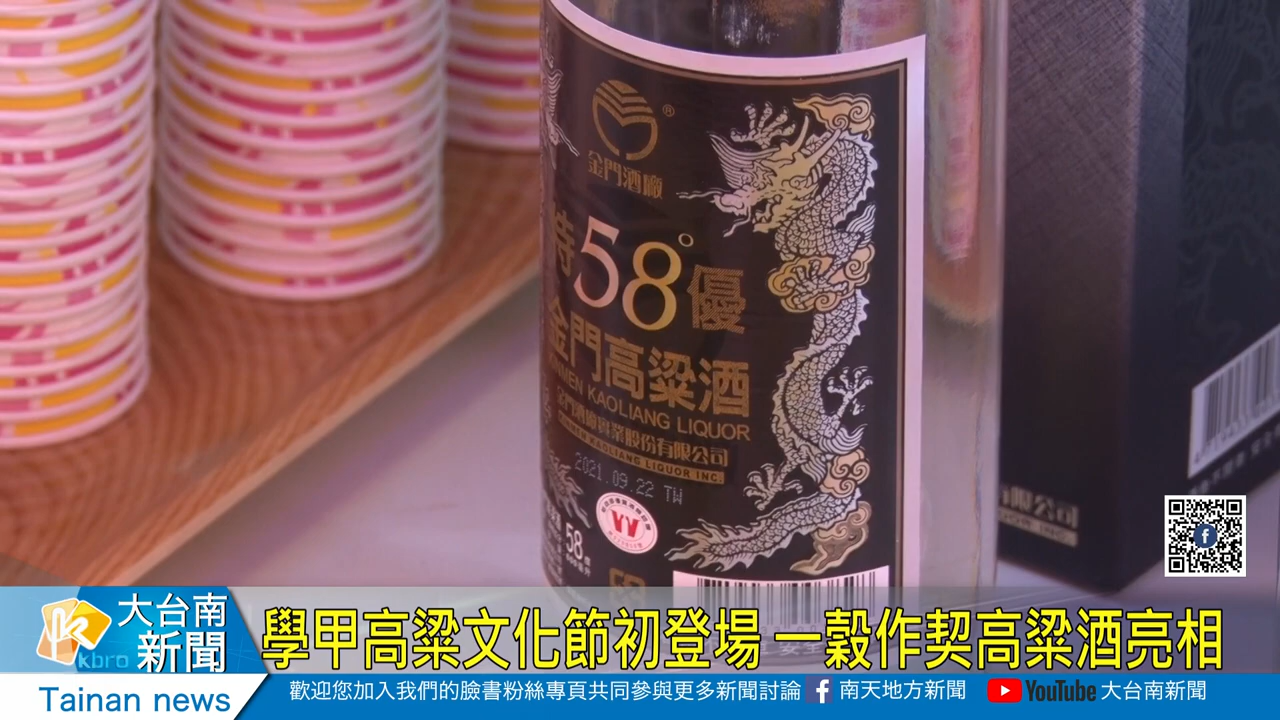 ®
金門酒廠
特58°優
金門高粱酒
KAOLIANG LIQUOR
金門酒廠實業股份有限公司
KAOLIANG LIQUOR INC.
2021.09.22 TW
W
58
有限公司
大台南
新聞
kbro
Tainan news
學甲高粱文化節初登場 一穀作契高粱酒亮相
歡迎您加入我們的臉書粉絲專頁共同參與更多新聞討論 f 南天地方新聞 YouTube 大台南新聞